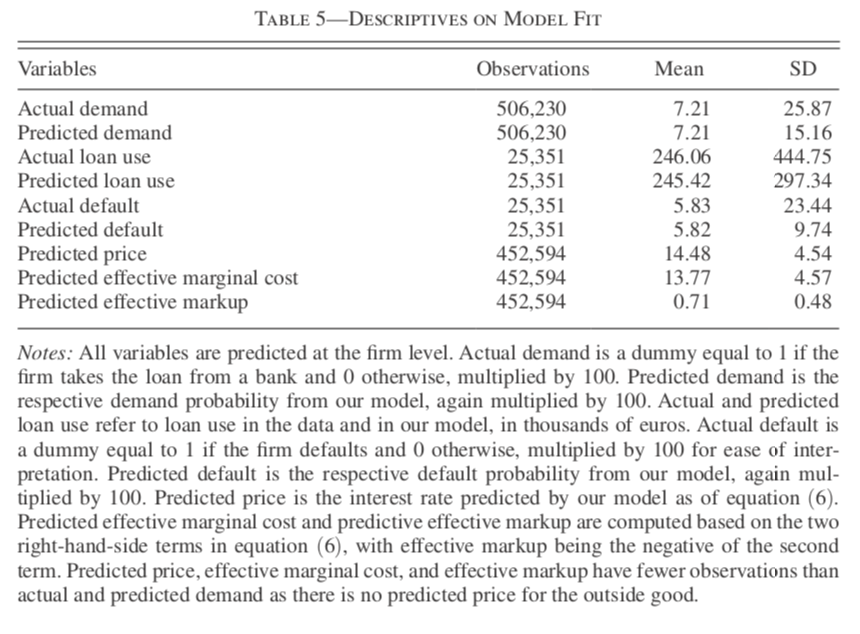 TABLE 5—DESCRIPTIVES ON MODEL FIT
Variables Observations Mean SD
Actual demand 506,230 7.21 25.87
Predicted demand 506,230 7.21 15.16
Actual loan use 25,351 246.06 444.75
Predicted loan use 25,351 245.42 297.34
Actual default 25,351 5.83 23.44
Predicted default 25,351 5.82 9.74
Predicted price 452,594 14.48 4.54
Predicted effective marginal cost 452,594 13.77 4.57
Predicted effective markup 452,594 0.71 0.48
Notes: All variables are predicted at the firm level. Actual demand is a dummy equal to 1 if the
firm takes the loan from a bank and 0 otherwise, multiplied by 100. Predicted demand is the
respective demand probability from our model, again multiplied by 100. Actual and predicted
loan use refer to loan use in the data and in our model, in thousands of euros. Actual default is
a dummy equal to 1 if the firm defaults and 0 otherwise, multiplied by 100 for ease of inter-
pretation. Predicted default is the respective default probability from our model, again mul-
tiplied by 100. Predicted price is the interest rate predicted by our model as of equation (6).
Predicted effective marginal cost and predictive effective markup are computed based on the two
right-hand-side terms in equation (6), with effective markup being the negative of the second
term. Predicted price, effective marginal cost, and effective markup have fewer observations than
actual and predicted demand as there is no predicted price for the outside good.